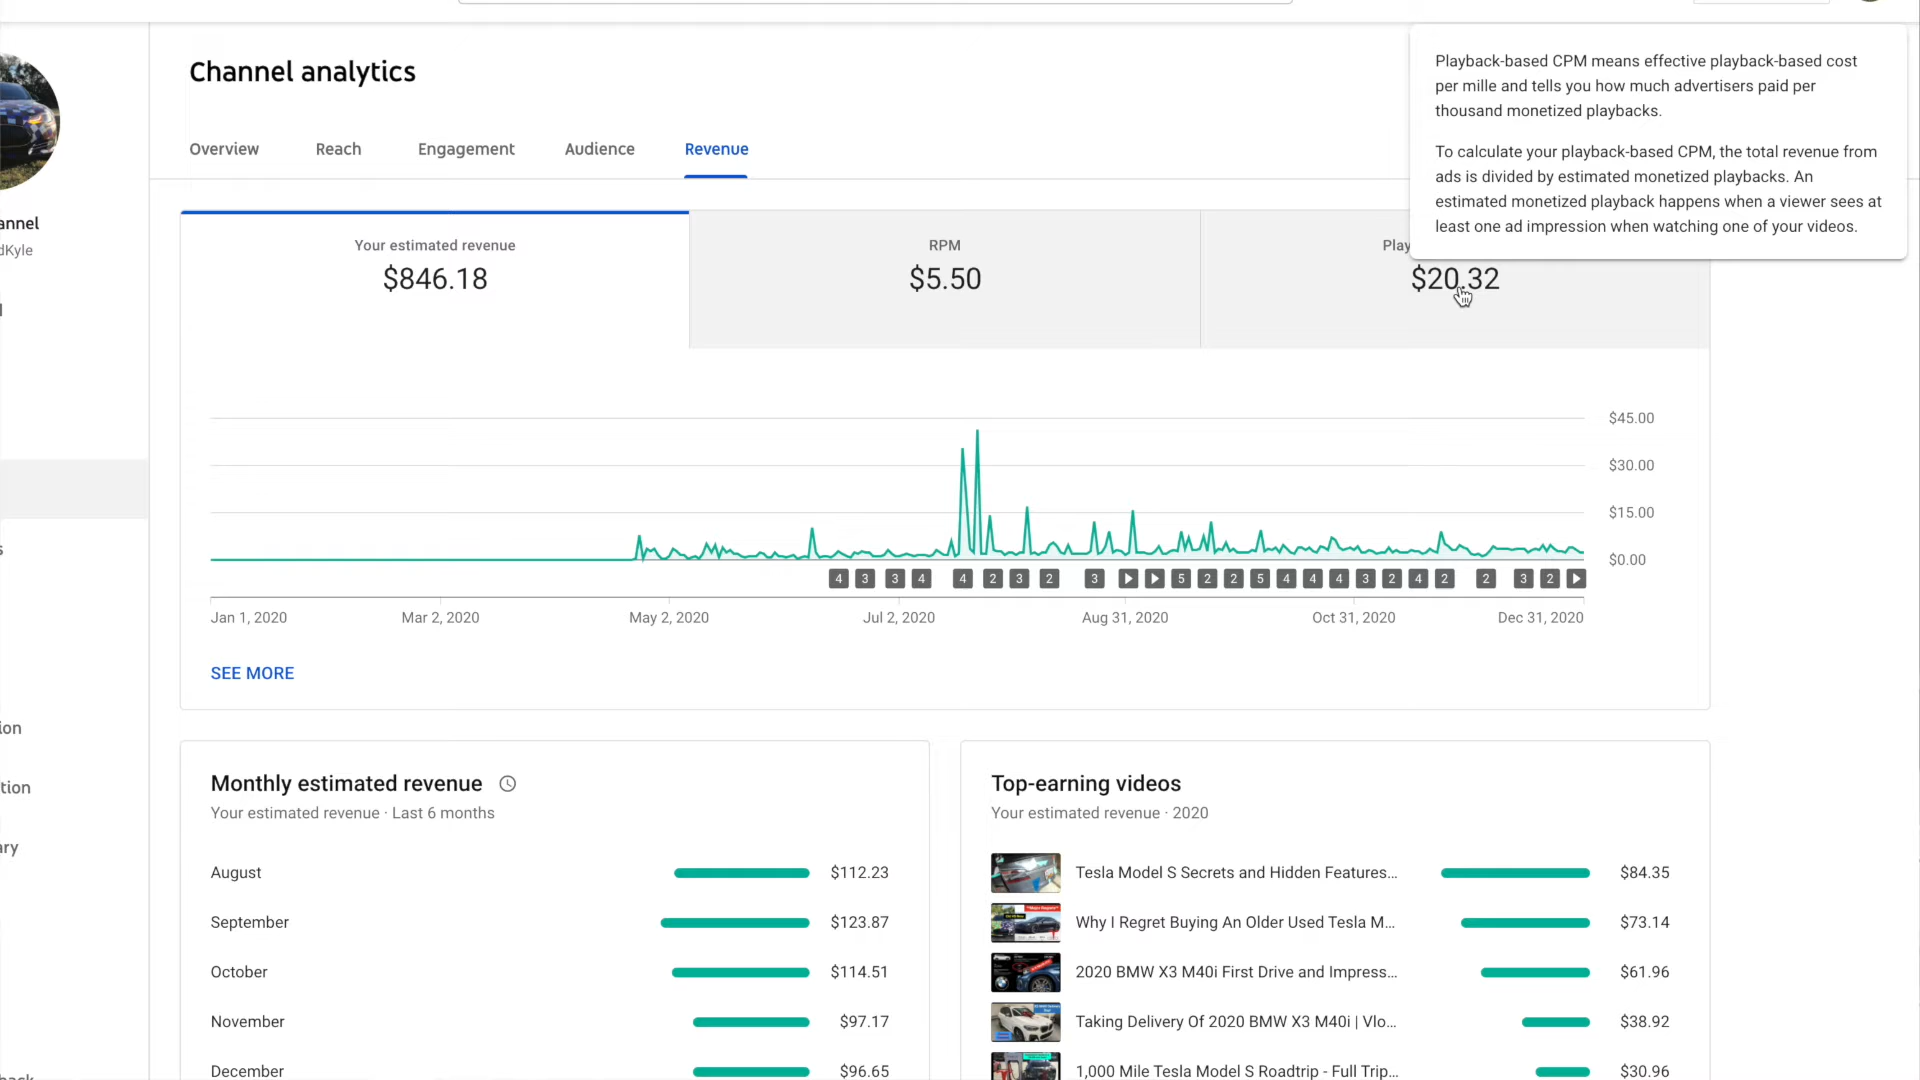 Channel analytics
Playback-based CPM means effective playback-based cost
per mille and tells you how much advertisers paid per
thousand monetized playbacks.
To calculate your playback-based CPM, the total revenue from
ads is divided by estimated monetized playbacks. An
estimated monetized playback happens when a viewer sees at
least one ad impression when watching one of your videos.
Overview Reach Engagement Audience Revenue
annel
dKyle
Your estimated revenue
$846.18
RPM
$5.50
Play
$20.32
$45.00
$30.00
$15.00
$0.00
4 3 3 4 4 2 3 2 3 5 2 2 5 4 4 4 3 2 4 2 2 3 2
Jan 1, 2020 Mar 2, 2020 May 2, 2020 Jul 2, 2020 Aug 31, 2020 Oct 31, 2020 Dec 31, 2020
SEE MORE
ion
tion
ary
Monthly estimated revenue
Your estimated revenue · Last 6 months
August $112.23
September $123.87
October $114.51
November $97.17
December $96.65
Top-earning videos
Your estimated revenue · 2020
Tesla Model S Secrets and Hidden Features... $84.35
Why I Regret Buying An Older Used Tesla M... $73.14
2020 BMW X3 M40i First Drive and Impress... $61.96
Taking Delivery Of 2020 BMW X3 M40i | Vlo... $38.92
1,000 Mile Tesla Model S Roadtrip - Full Trip... $30.96